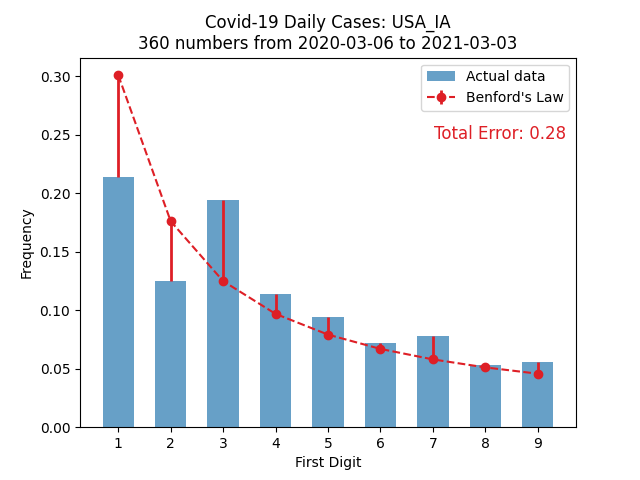 Covid-19 Daily Cases: USA_IA
360 numbers from 2020-03-06 to 2021-03-03
Actual data
Benford's Law
Total Error: 0.28
Frequency
0.30
0.25
0.20
0.15
0.10
0.05
0.00
1 2 3 4 5 6 7 8 9
First Digit